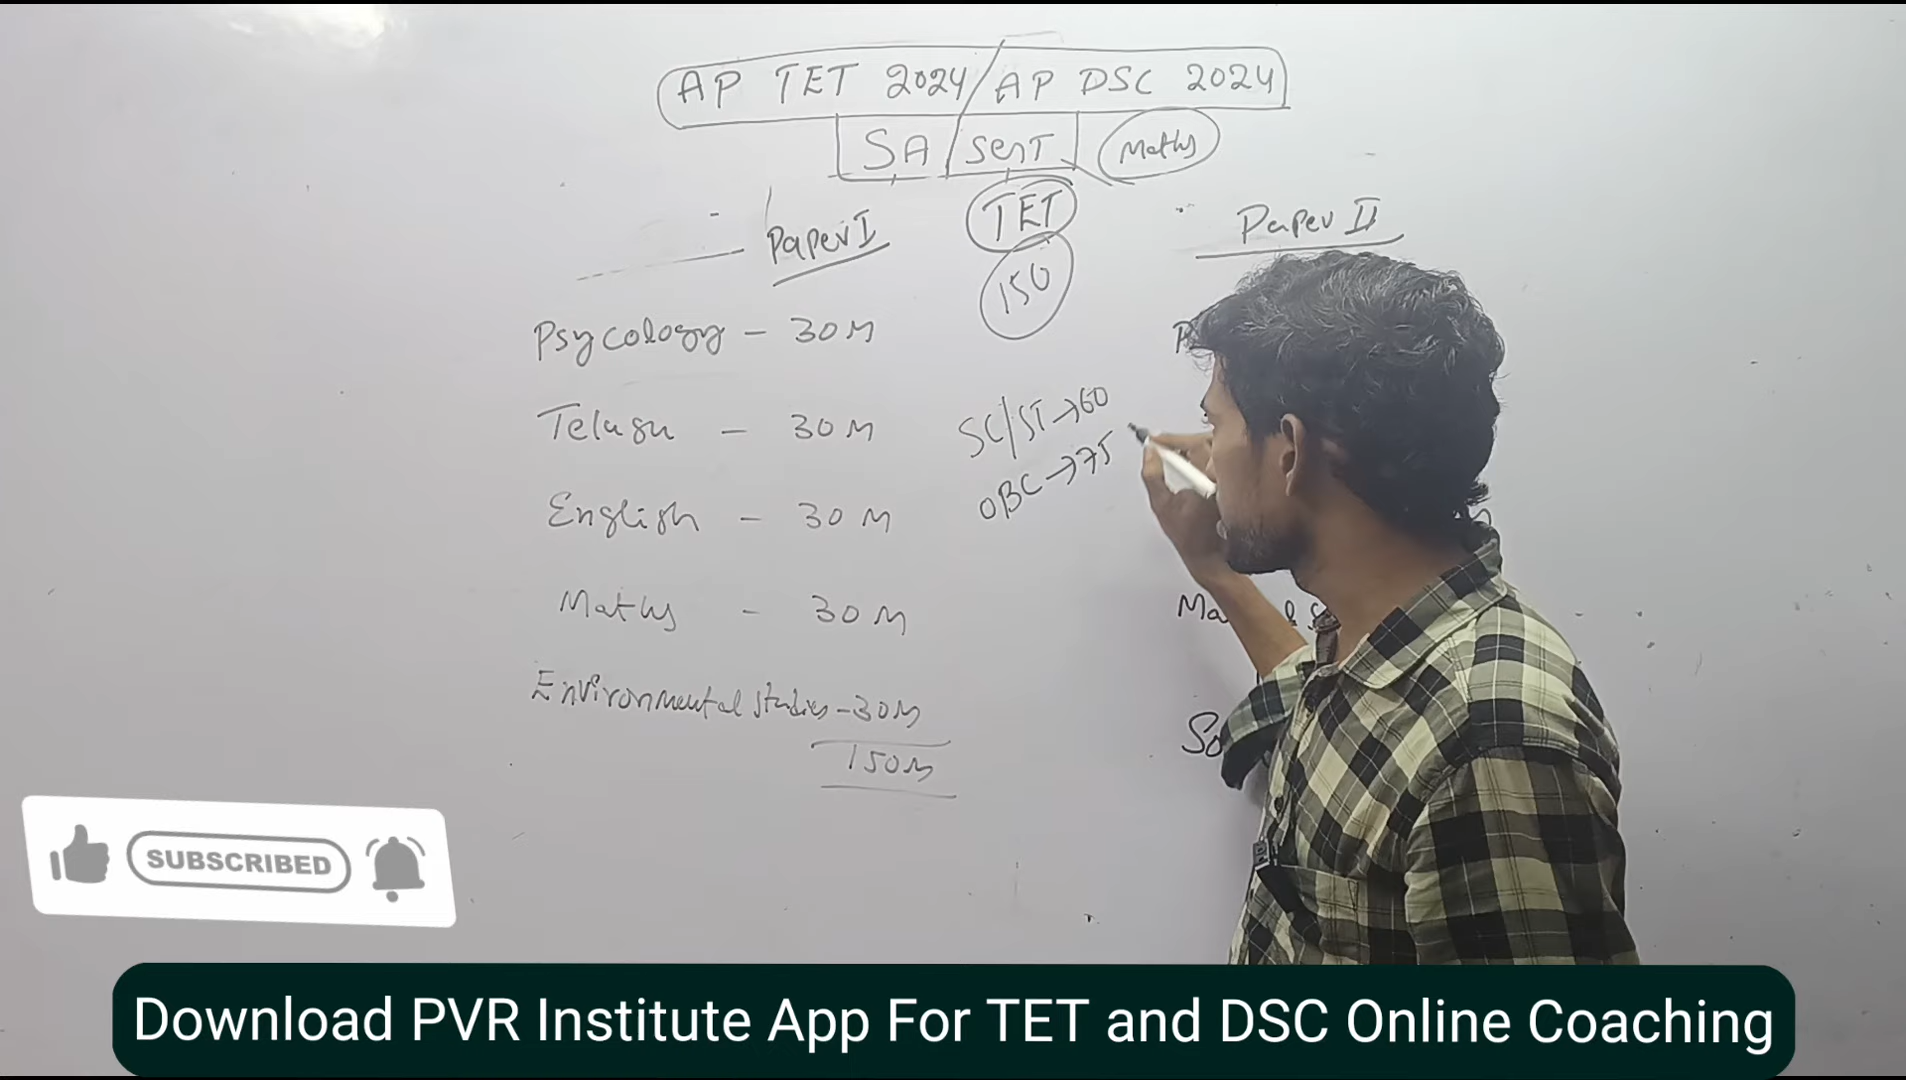 AP TET 2024/AP DSC 2024
SA / SGT Maths
Paper I
TET
150
Paper II
Psycology - 30M
Telugu - 30M
English - 30M
Maths - 30M
Environmental Studies - 30M
150M
SC/ST → 60
OBC → 75
SUBSCRIBED
Download PVR Institute App For TET and DSC Online Coaching